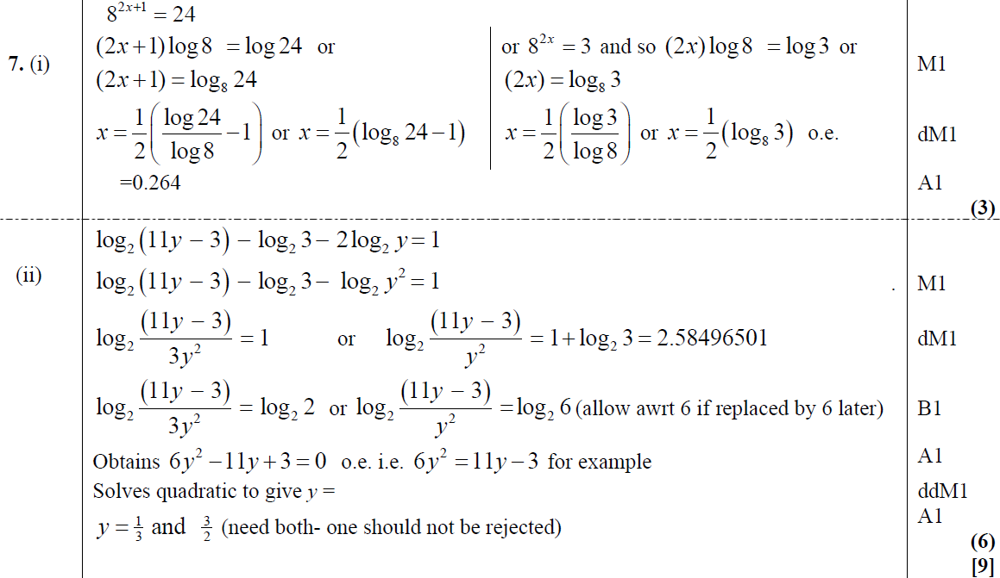 8^{2x+1} = 24
7. (i) (2x+1)log 8 = log 24 or | or 8^{2x} = 3 and so (2x)log 8 = log 3 or M1
(2x+1) = log_8 24 | (2x) = log_8 3
x = \frac{1}{2}\left(\frac{log 24}{log 8} − 1\right) or x = \frac{1}{2}(log_8 24 − 1) | x = \frac{1}{2}\left(\frac{log 3}{log 8}\right) or x = \frac{1}{2}(log_8 3) o.e. dM1
=0.264 A1
(3)
log_2(11y − 3) − log_2 3 − 2log_2 y = 1
(ii) log_2(11y − 3) − log_2 3 − log_2 y^2 = 1 . M1
log_2 \frac{(11y − 3)}{3y^2} = 1 or log_2 \frac{(11y − 3)}{y^2} = 1 + log_2 3 = 2.58496501 dM1
log_2 \frac{(11y − 3)}{3y^2} = log_2 2 or log_2 \frac{(11y − 3)}{y^2} = log_2 6 (allow awrt 6 if replaced by 6 later) B1
Obtains 6y^2 − 11y + 3 = 0 o.e. i.e. 6y^2 = 11y − 3 for example A1
Solves quadratic to give y = ddM1
y = \frac{1}{3} and \frac{3}{2} (need both- one should not be rejected) A1
(6)
[9]